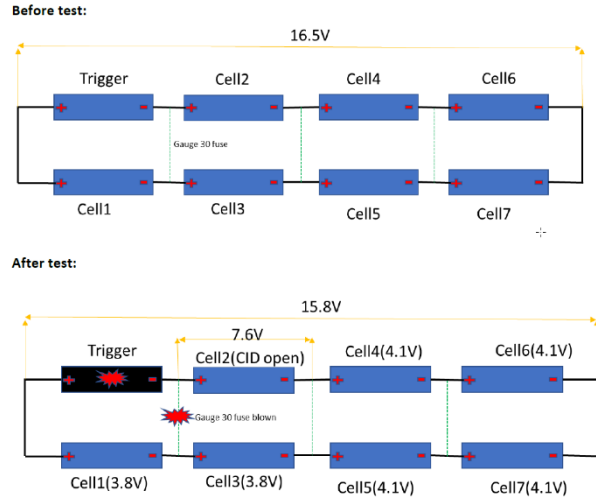 Before test:
16.5V
Trigger Cell2 Cell4 Cell6
+ - + - + - + -
Gauge 30 fuse
+ - + - + - + -
Cell1 Cell3 Cell5 Cell7
After test:
15.8V
7.6V
Trigger Cell2(CID open) Cell4(4.1V) Cell6(4.1V)
+ - + - + - + -
Gauge 30 fuse blown
+ - + - + - + -
Cell1(3.8V) Cell3(3.8V) Cell5(4.1V) Cell7(4.1V)